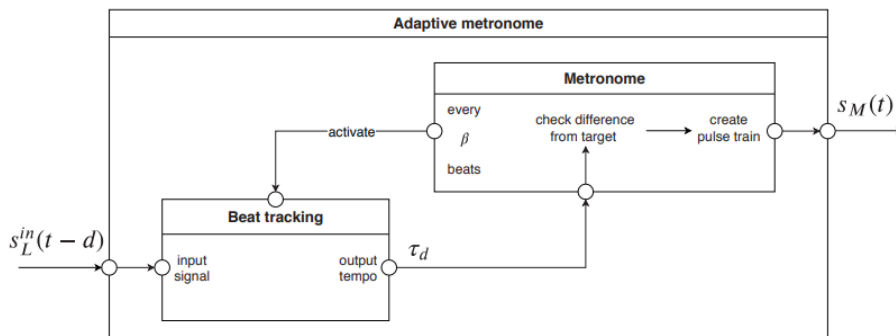 Adaptive metronome
Metronome
every
β
beats
check difference
from target
create
pulse train
s_M(t)
activate
Beat tracking
s_L^{in}(t − d)
input
signal
output
tempo
τ_d